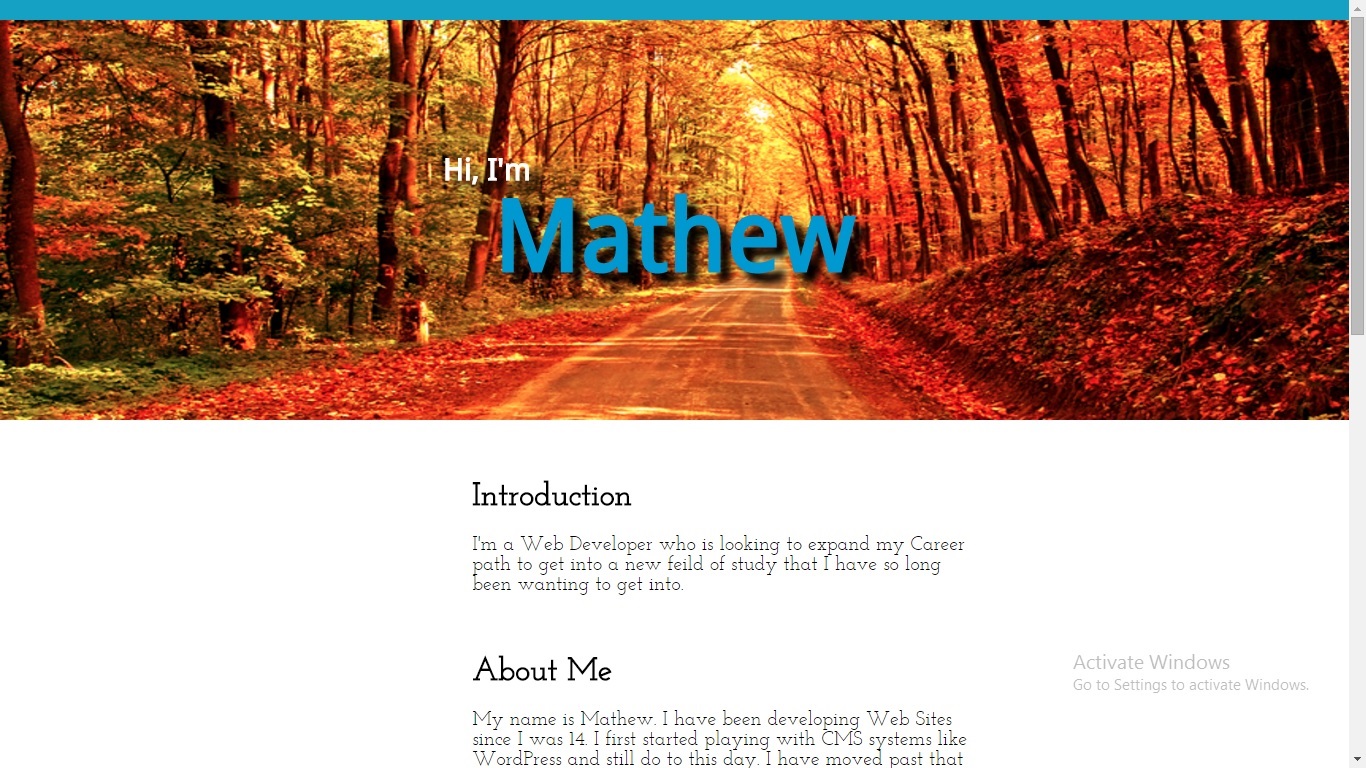 Hi, I'm
Mathew
Introduction
I'm a Web Developer who is looking to expand my Career
path to get into a new feild of study that I have so long
been wanting to get into.
About Me
My name is Mathew. I have been developing Web Sites
since I was 14. I first started playing with CMS systems like
WordPress and still do to this day. I have moved past that
Activate Windows
Go to Settings to activate Windows.